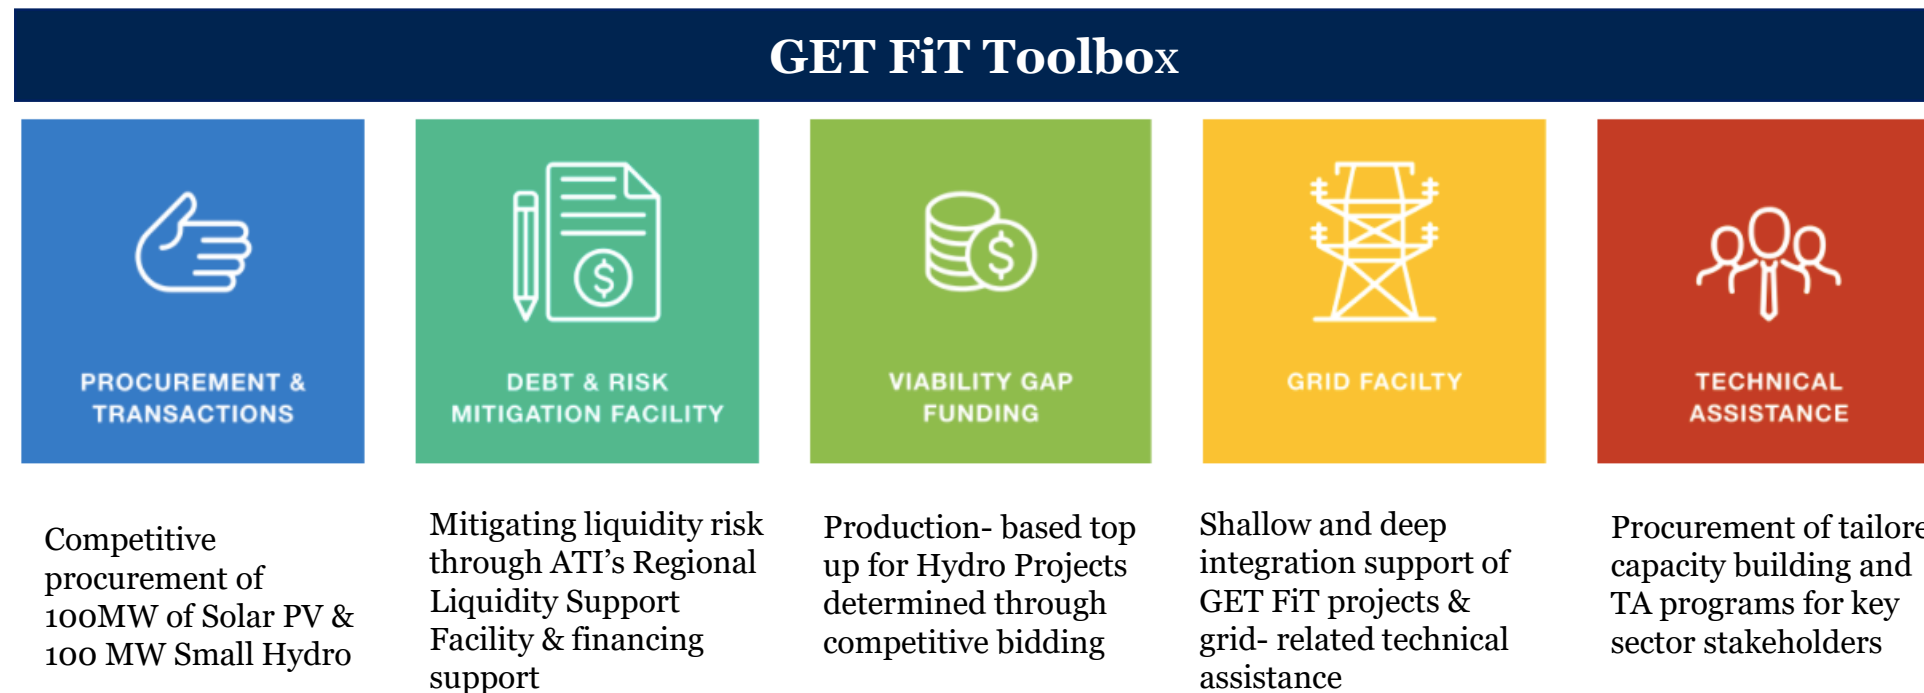 GET FiT Toolbox
PROCUREMENT &
TRANSACTIONS
Competitive
procurement of
100MW of Solar PV &
100 MW Small Hydro
DEBT & RISK
MITIGATION FACILITY
Mitigating liquidity risk
through ATI’s Regional
Liquidity Support
Facility & financing
support
VIABILITY GAP
FUNDING
Production- based top
up for Hydro Projects
determined through
competitive bidding
GRID FACILTY
Shallow and deep
integration support of
GET FiT projects &
grid- related technical
assistance
TECHNICAL
ASSISTANCE
Procurement of tailore
capacity building and
TA programs for key
sector stakeholders